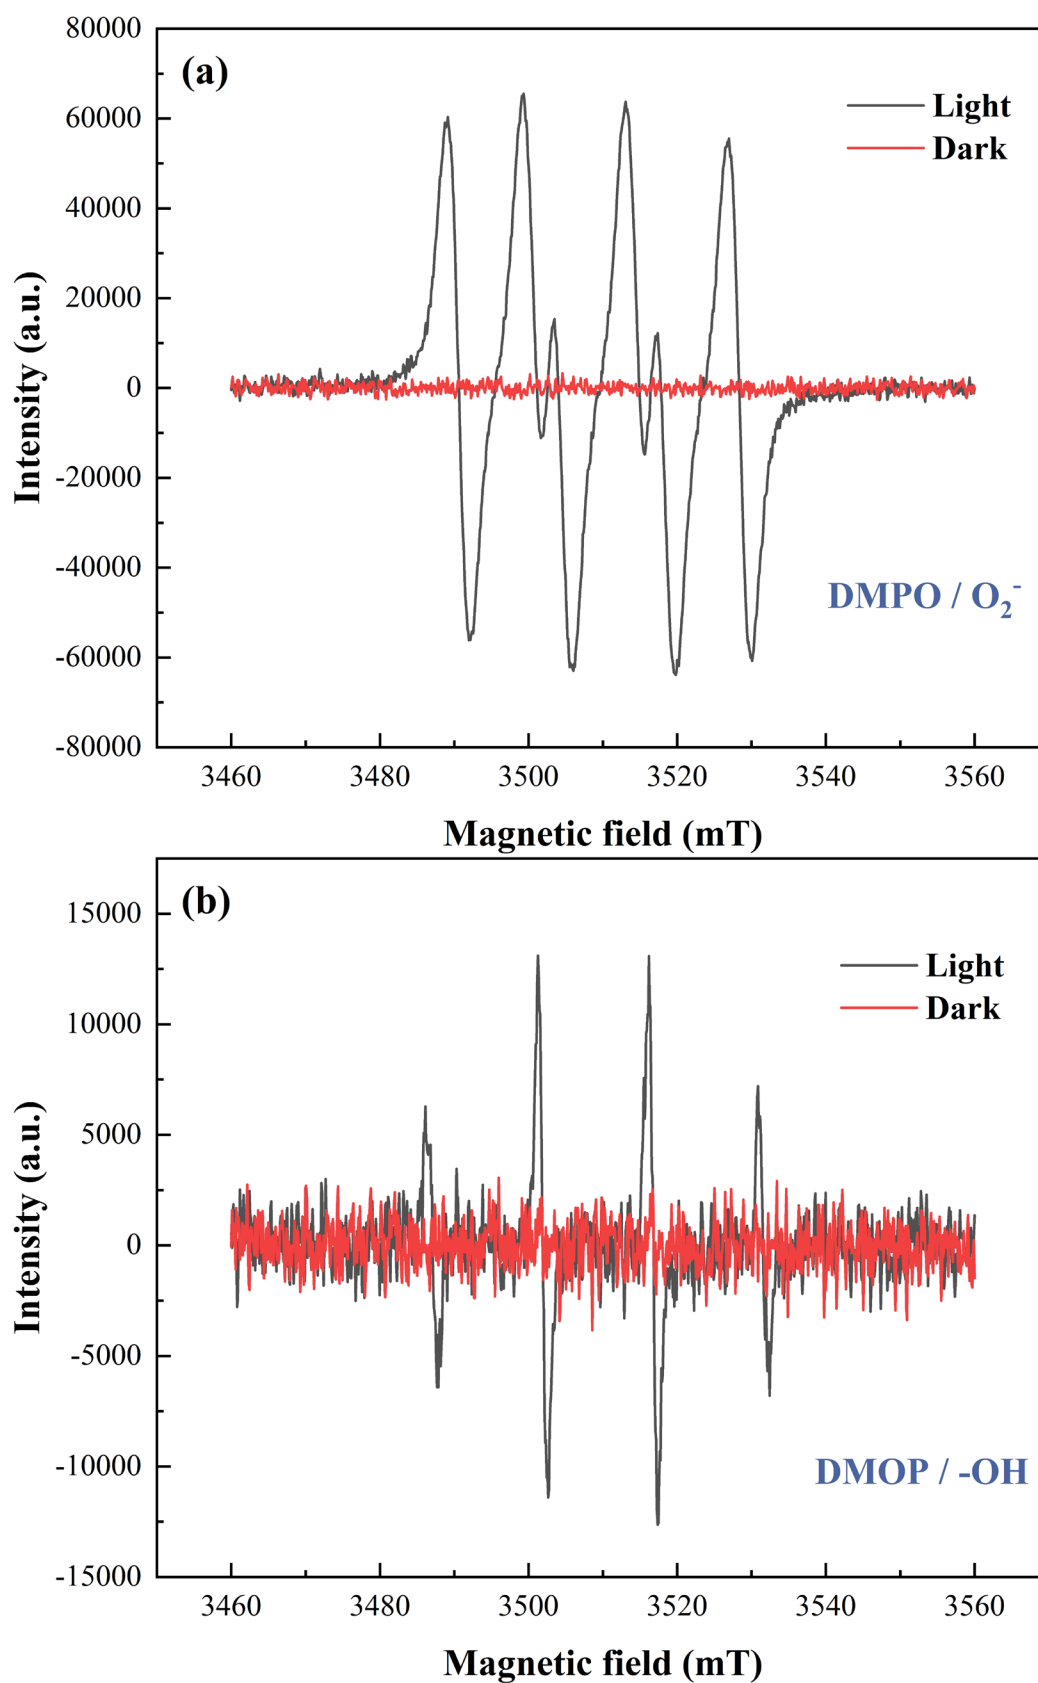 (a)
Light
Dark
80000
60000
40000
20000
0
-20000
-40000
-60000
-80000
Intensity (a.u.)
DMPO / O₂⁻
3460 3480 3500 3520 3540 3560
Magnetic field (mT)
(b)
Light
Dark
15000
10000
5000
0
-5000
-10000
-15000
Intensity (a.u.)
DMOP / -OH
3460 3480 3500 3520 3540 3560
Magnetic field (mT)